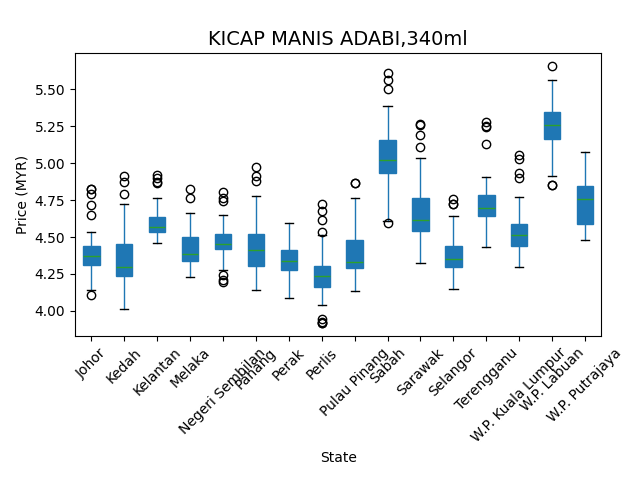 KICAP MANIS ADABI,340ml
Price (MYR)
5.50
5.25
5.00
4.75
4.50
4.25
4.00
Johor
Kedah
Kelantan
Melaka
Negeri Sembilan
Pahang
Perak
Perlis
Pulau Pinang
Sabah
Sarawak
Selangor
Terengganu
W.P. Kuala Lumpur
W.P. Labuan
W.P. Putrajaya
State